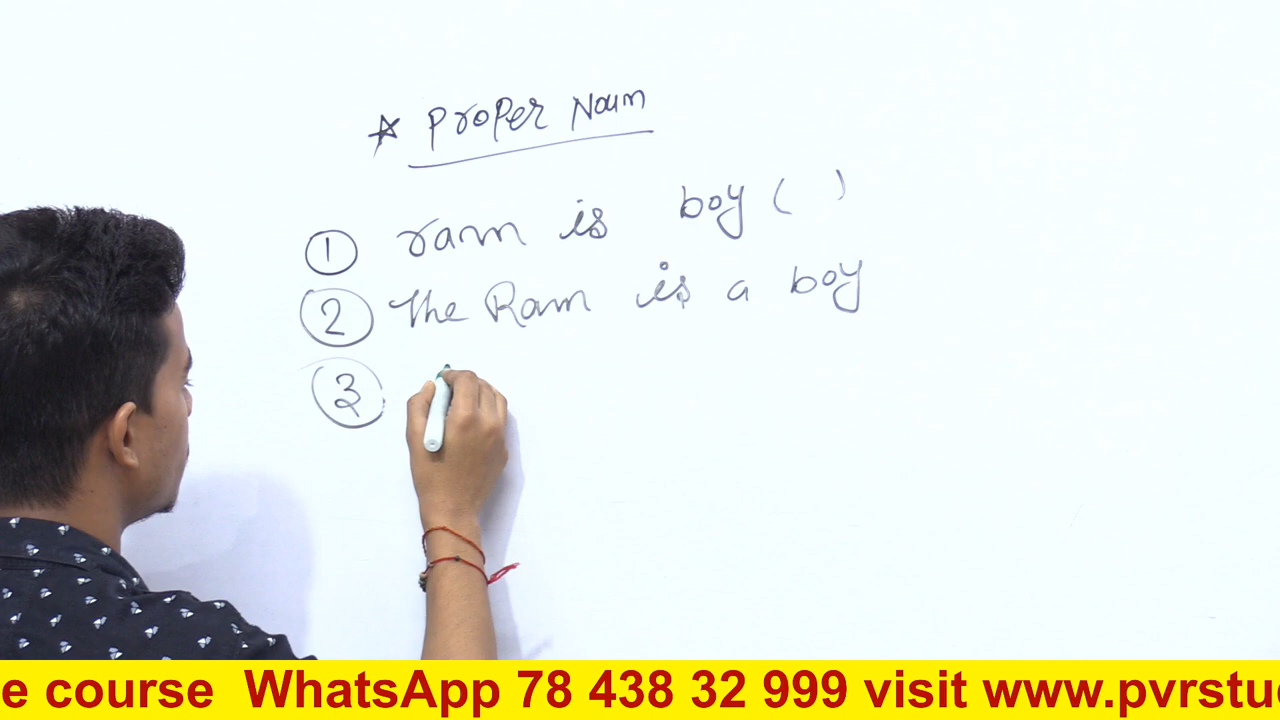 ☆ Proper Noun
① ram is boy ( )
② The Ram is a boy
③
e course WhatsApp 78 438 32 999 visit www.pvrstu